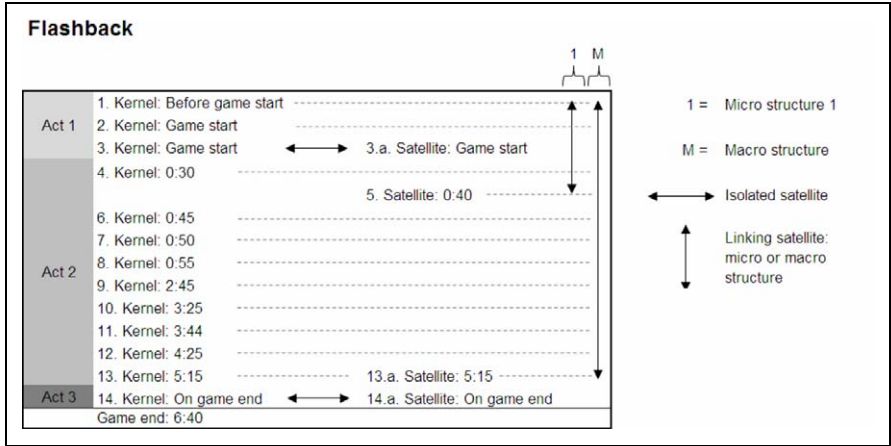 Flashback
1 M
Act 1
1. Kernel: Before game start
2. Kernel: Game start
3. Kernel: Game start 3.a. Satellite: Game start
Act 2
4. Kernel: 0:30
5. Satellite: 0:40
6. Kernel: 0:45
7. Kernel: 0:50
8. Kernel: 0:55
9. Kernel: 2:45
10. Kernel: 3:25
11. Kernel: 3:44
12. Kernel: 4:25
13. Kernel: 5:15 13.a. Satellite: 5:15
Act 3
14. Kernel: On game end 14.a. Satellite: On game end
Game end: 6:40
1 = Micro structure 1
M = Macro structure
Isolated satellite
Linking satellite:
micro or macro
structure